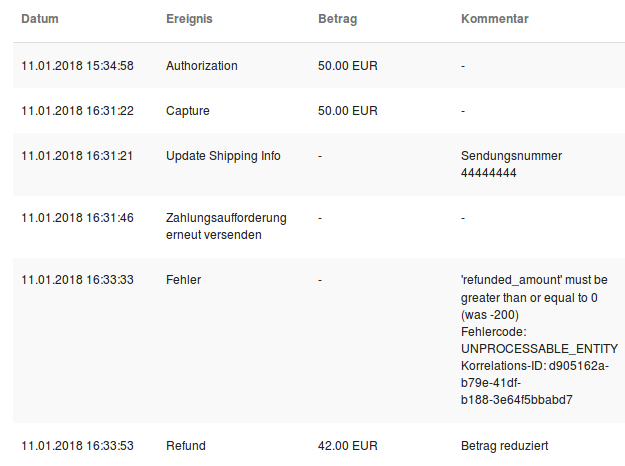 Datum Ereignis Betrag Kommentar
11.01.2018 15:34:58 Authorization 50.00 EUR -
11.01.2018 16:31:22 Capture 50.00 EUR -
11.01.2018 16:31:21 Update Shipping Info - Sendungsnummer
44444444
11.01.2018 16:31:46 Zahlungsaufforderung - -
erneut versenden
11.01.2018 16:33:33 Fehler - 'refunded_amount' must be
greater than or equal to 0
(was -200)
Fehlercode:
UNPROCESSABLE_ENTITY
Korrelations-ID: d905162a-
b79e-41df-
b188-3e64f5bbabd7
11.01.2018 16:33:53 Refund 42.00 EUR Betrag reduziert